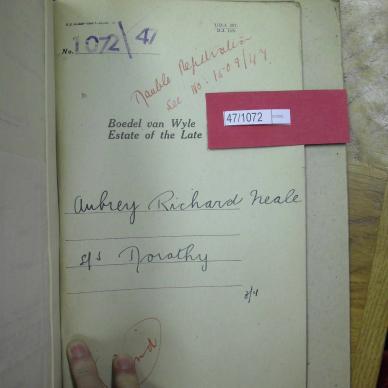 No. 1072/47
Double Registration
See No: 1509/47
47/1072
Boedel van Wyle
Estate of the Late
Aubrey Richard Neale
s/s Dorothy